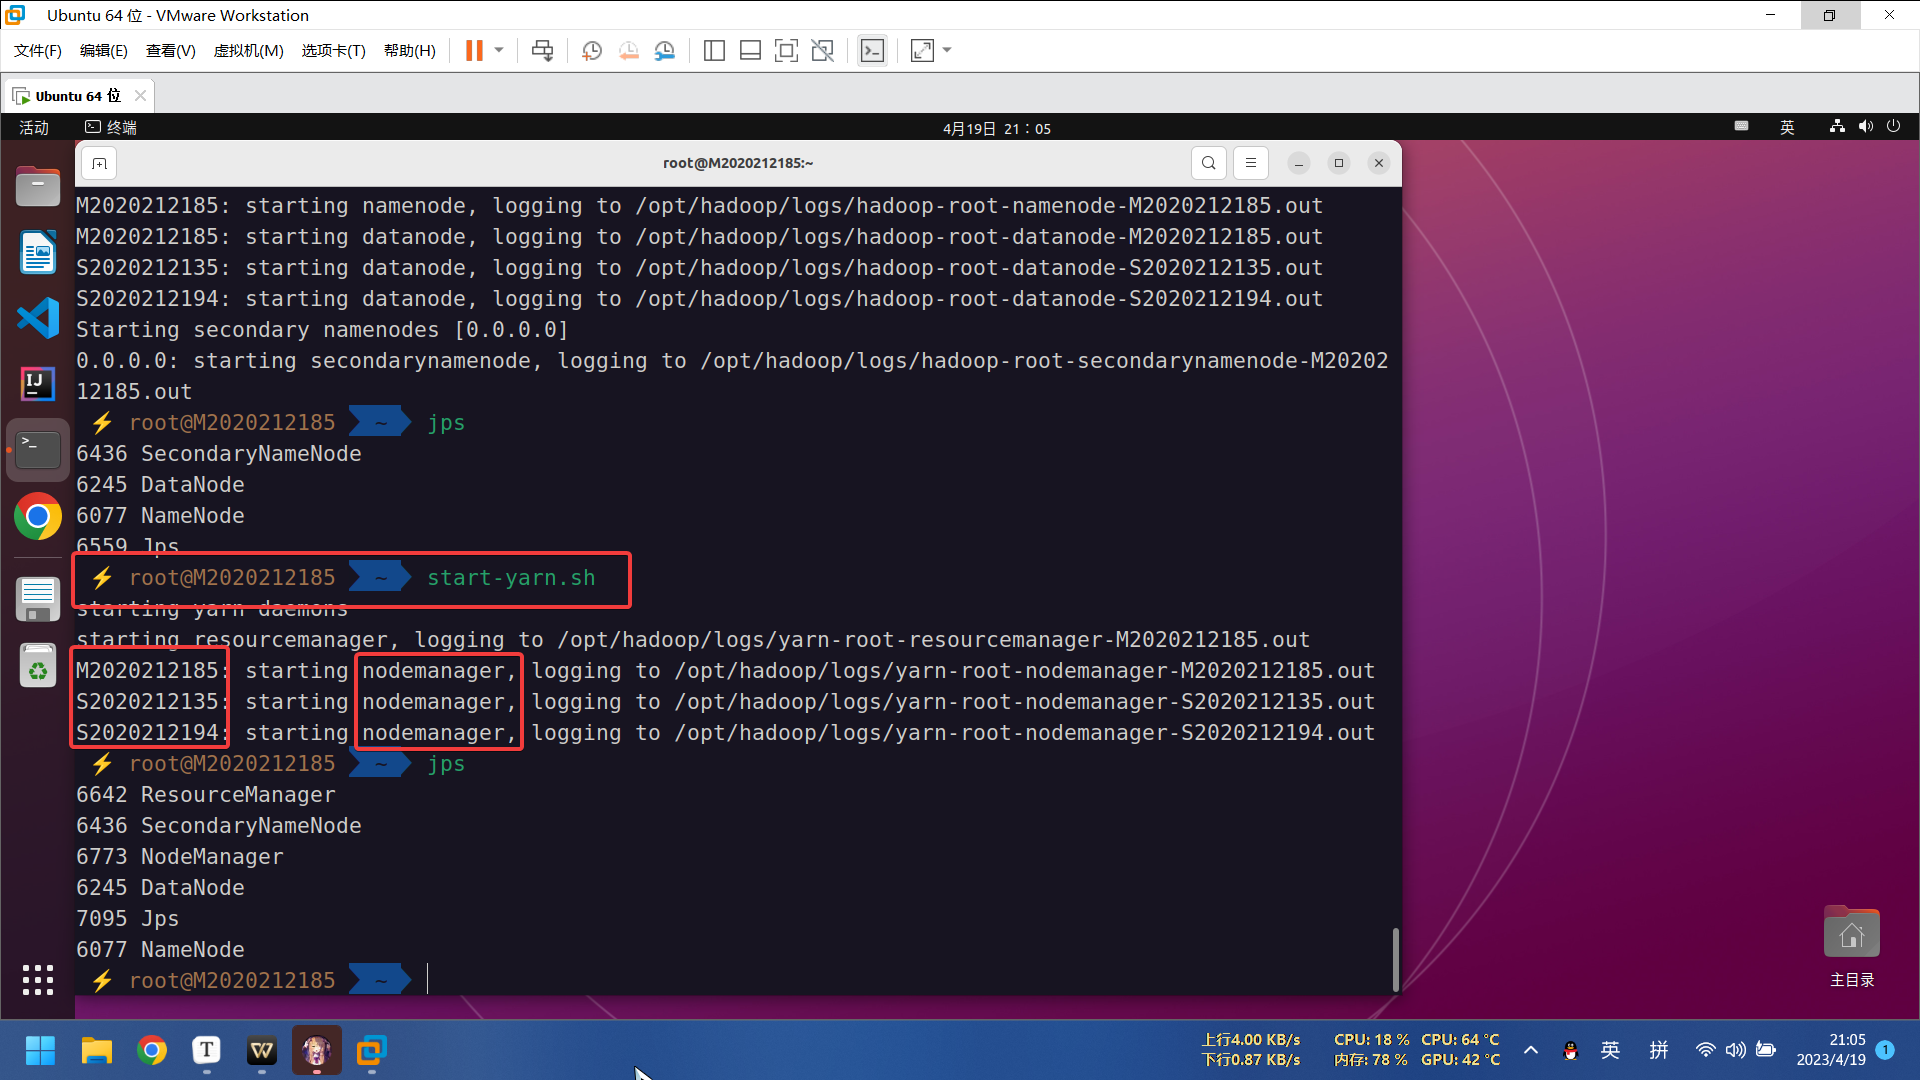 Ubuntu 64 位 - VMware Workstation
文件(F) 编辑(E) 查看(V) 虚拟机(M) 选项卡(T) 帮助(H)
Ubuntu 64 位
活动 终端 4月19日 21：05 英
root@M2020212185:~
M2020212185: starting namenode, logging to /opt/hadoop/logs/hadoop-root-namenode-M2020212185.out
M2020212185: starting datanode, logging to /opt/hadoop/logs/hadoop-root-datanode-M2020212185.out
S2020212135: starting datanode, logging to /opt/hadoop/logs/hadoop-root-datanode-S2020212135.out
S2020212194: starting datanode, logging to /opt/hadoop/logs/hadoop-root-datanode-S2020212194.out
Starting secondary namenodes [0.0.0.0]
0.0.0.0: starting secondarynamenode, logging to /opt/hadoop/logs/hadoop-root-secondarynamenode-M20202
12185.out
⚡ root@M2020212185 ~ jps
6436 SecondaryNameNode
6245 DataNode
6077 NameNode
6559 Jps
⚡ root@M2020212185 ~ start-yarn.sh
starting yarn daemons
starting resourcemanager, logging to /opt/hadoop/logs/yarn-root-resourcemanager-M2020212185.out
M2020212185: starting nodemanager, logging to /opt/hadoop/logs/yarn-root-nodemanager-M2020212185.out
S2020212135: starting nodemanager, logging to /opt/hadoop/logs/yarn-root-nodemanager-S2020212135.out
S2020212194: starting nodemanager, logging to /opt/hadoop/logs/yarn-root-nodemanager-S2020212194.out
⚡ root@M2020212185 ~ jps
6642 ResourceManager
6436 SecondaryNameNode
6773 NodeManager
6245 DataNode
7095 Jps
6077 NameNode
⚡ root@M2020212185 ~
主目录
上行4.00 KB/s CPU: 18 % CPU: 64 °C
下行0.87 KB/s 内存: 78 % GPU: 42 °C
英 拼
21:05
2023/4/19
1